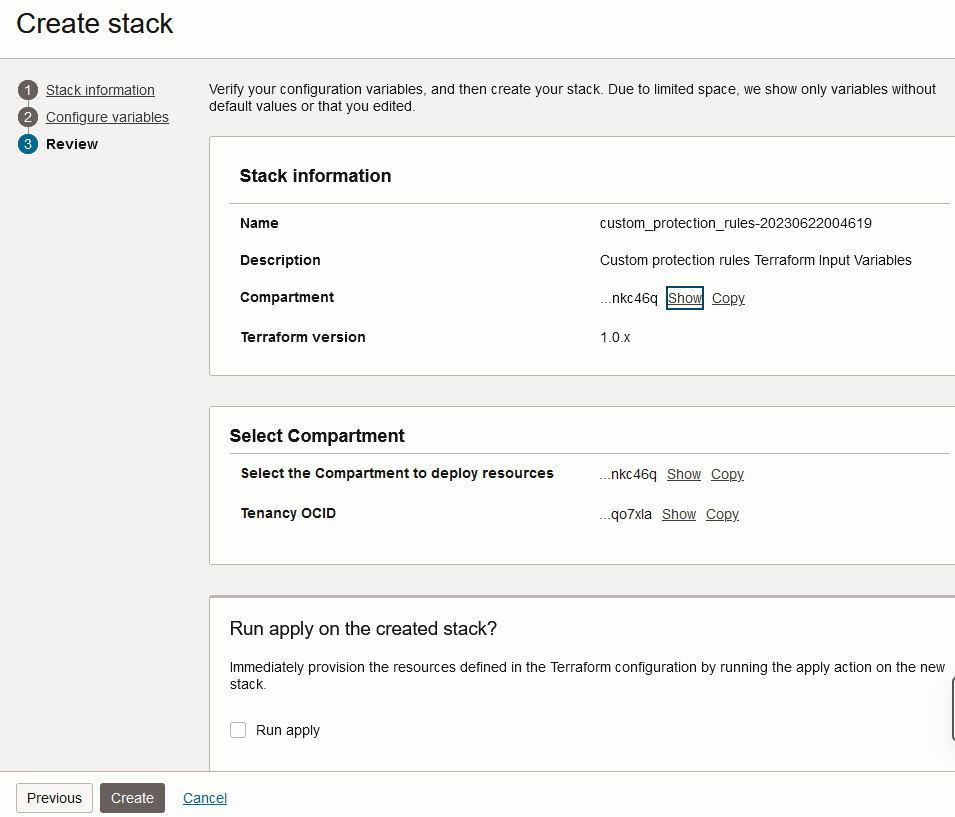 Create stack
1 Stack information
2 Configure variables
3 Review
Verify your configuration variables, and then create your stack. Due to limited space, we show only variables without
default values or that you edited.
Stack information
Name custom_protection_rules-20230622004619
Description Custom protection rules Terraform Input Variables
Compartment ...nkc46q Show Copy
Terraform version 1.0.x
Select Compartment
Select the Compartment to deploy resources ...nkc46q Show Copy
Tenancy OCID ...qo7xla Show Copy
Run apply on the created stack?
Immediately provision the resources defined in the Terraform configuration by running the apply action on the new
stack.
Run apply
Previous Create Cancel